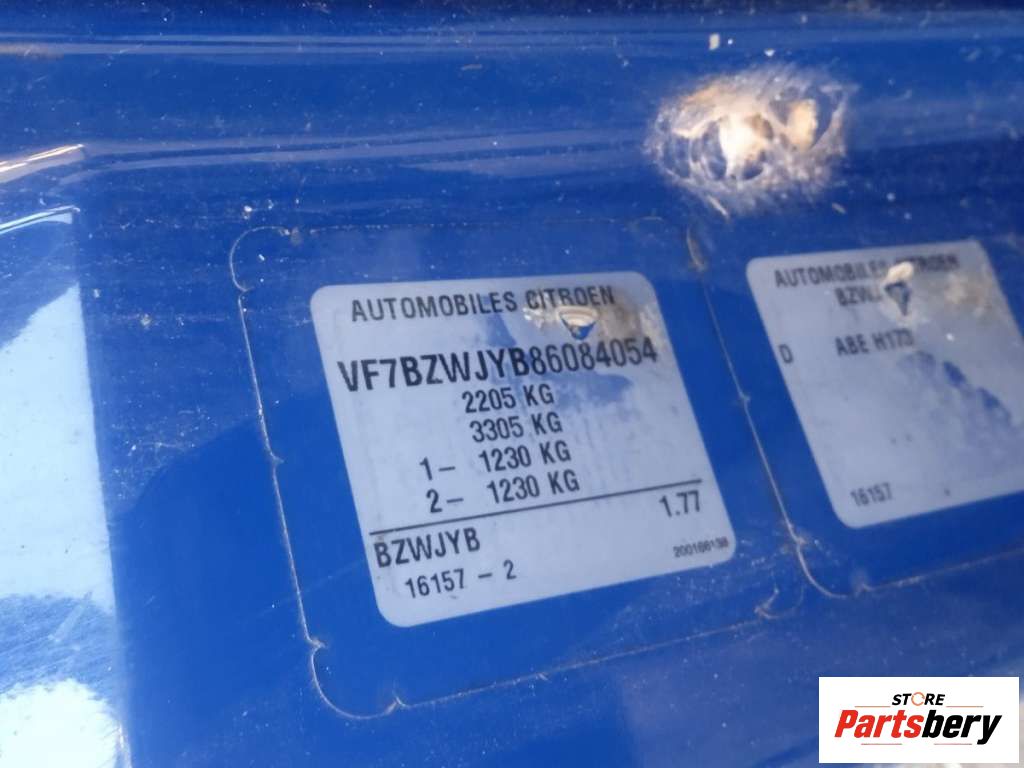 AUTOMOBILES CITROEN
VF7BZWJYB86084054
2205 KG
3305 KG
1- 1230 KG
2- 1230 KG
BZWJYB 1.77
16157-2
AUTOMOBILES CITROEN
D ABE H173
16157
STORE
Partsbery